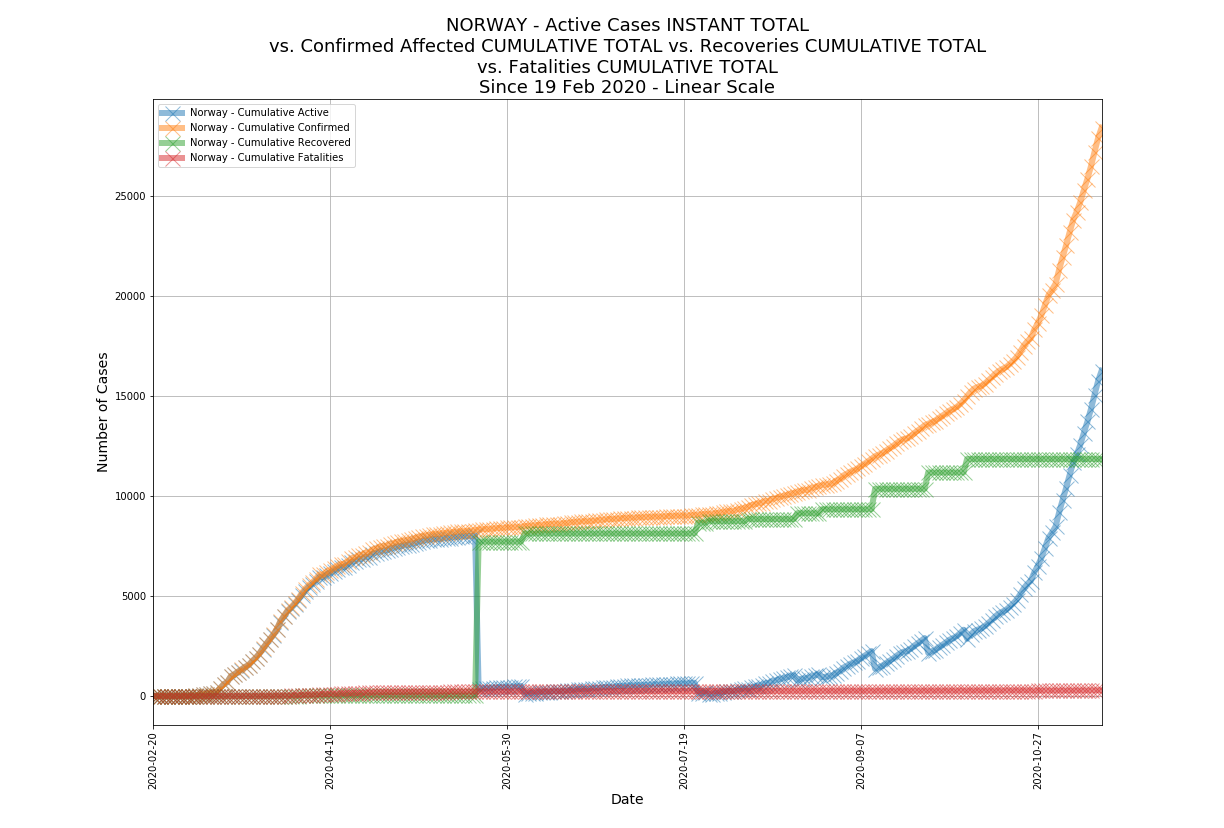 NORWAY - Active Cases INSTANT TOTAL
vs. Confirmed Affected CUMULATIVE TOTAL vs. Recoveries CUMULATIVE TOTAL
vs. Fatalities CUMULATIVE TOTAL
Since 19 Feb 2020 - Linear Scale
Norway - Cumulative Active
Norway - Cumulative Confirmed
Norway - Cumulative Recovered
Norway - Cumulative Fatalities
Number of Cases
25000
20000
15000
10000
5000
0
2020-02-20
2020-04-10
2020-05-30
2020-07-19
2020-09-07
2020-10-27
Date